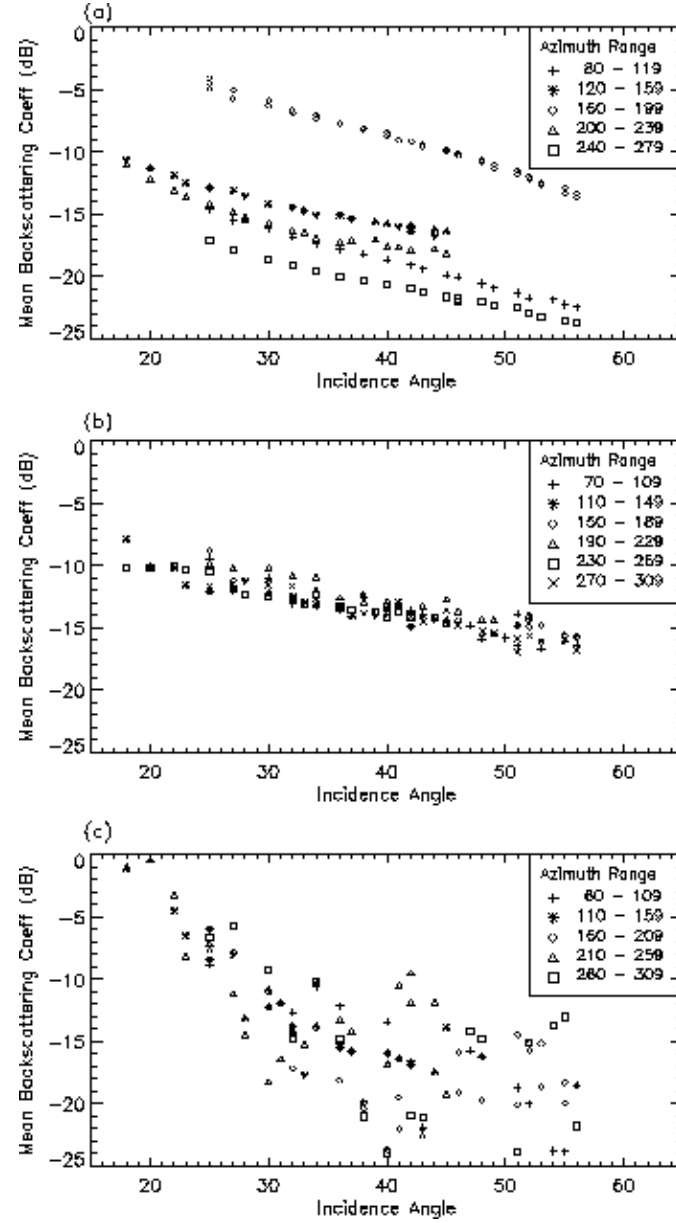 (a)
Mean Backscattering Coeff (dB)
0
-5
-10
-15
-20
-25
Azimuth Range
80 - 119
120 - 159
160 - 199
200 - 239
240 - 279
20 30 40 50 60
Incidence Angle
(b)
Mean Backscattering Coeff (dB)
0
-5
-10
-15
-20
-25
Azimuth Range
70 - 109
110 - 149
150 - 189
190 - 229
230 - 269
270 - 309
20 30 40 50 60
Incidence Angle
(c)
Mean Backscattering Coeff (dB)
0
-5
-10
-15
-20
-25
Azimuth Range
60 - 109
110 - 159
160 - 209
210 - 259
260 - 309
20 30 40 50 60
Incidence Angle